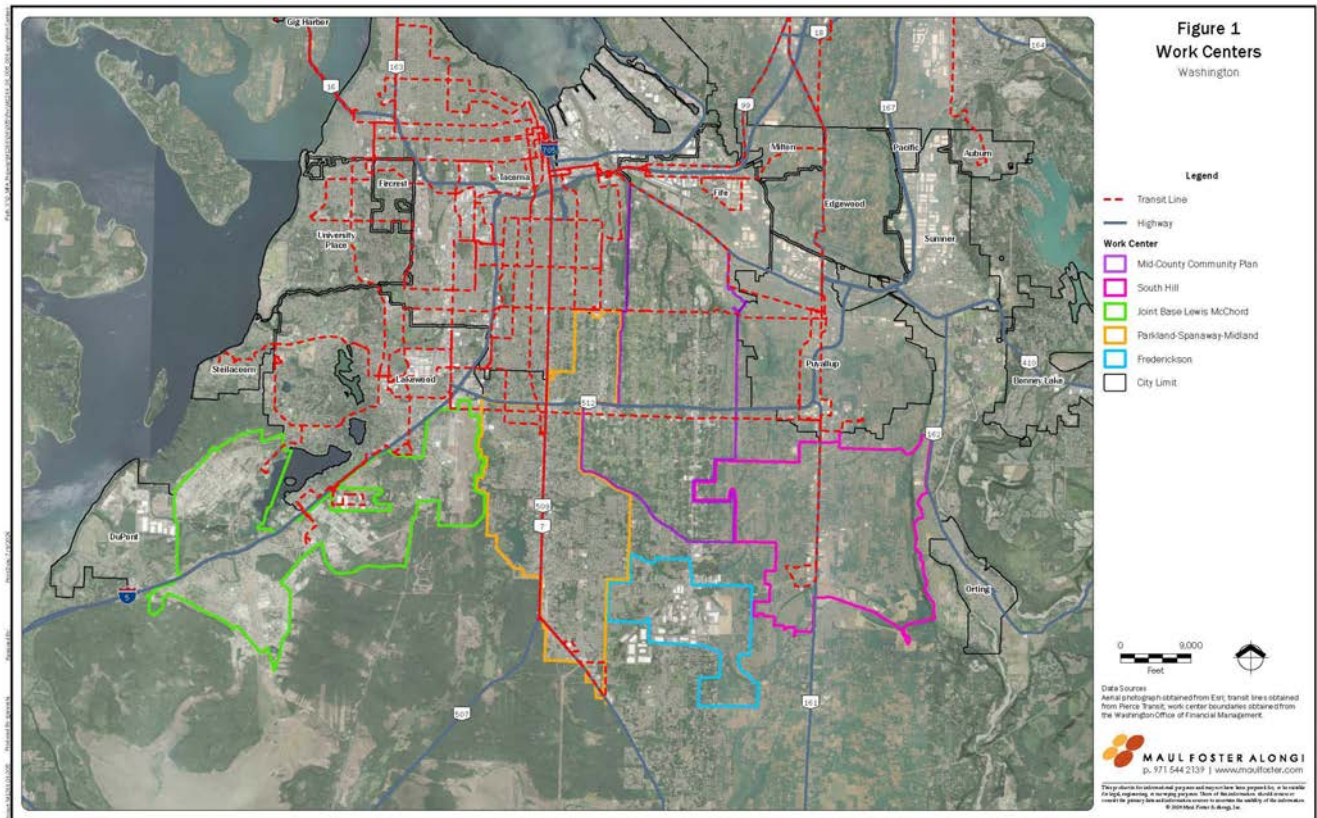 Figure 1
Work Centers
Washington
Legend
Transit Line
Highway
Work Center
Mid-County Community Plan
South Hill
Joint Base Lewis McChord
Parkland-Spanaway-Midland
Frederickson
City Limit
0 9,000
Feet
Data Sources
Aerial photograph obtained from Esri; transit lines obtained
from Pierce Transit; work center boundaries obtained from
the Washington Office of Financial Management
MAUL FOSTER ALONGI
p. 971 544 2139 | www.maulfoster.com
Gig Harbor
163
16
18
164
99
167
705
Milton
Pacific
Auburn
Tacoma
Fircrest
Fife
Edgewood
University
Place
Sumner
Steilacoom
Lakewood
Puyallup
410
Bonney Lake
512
162
DuPont
7
5
Orting
507
161